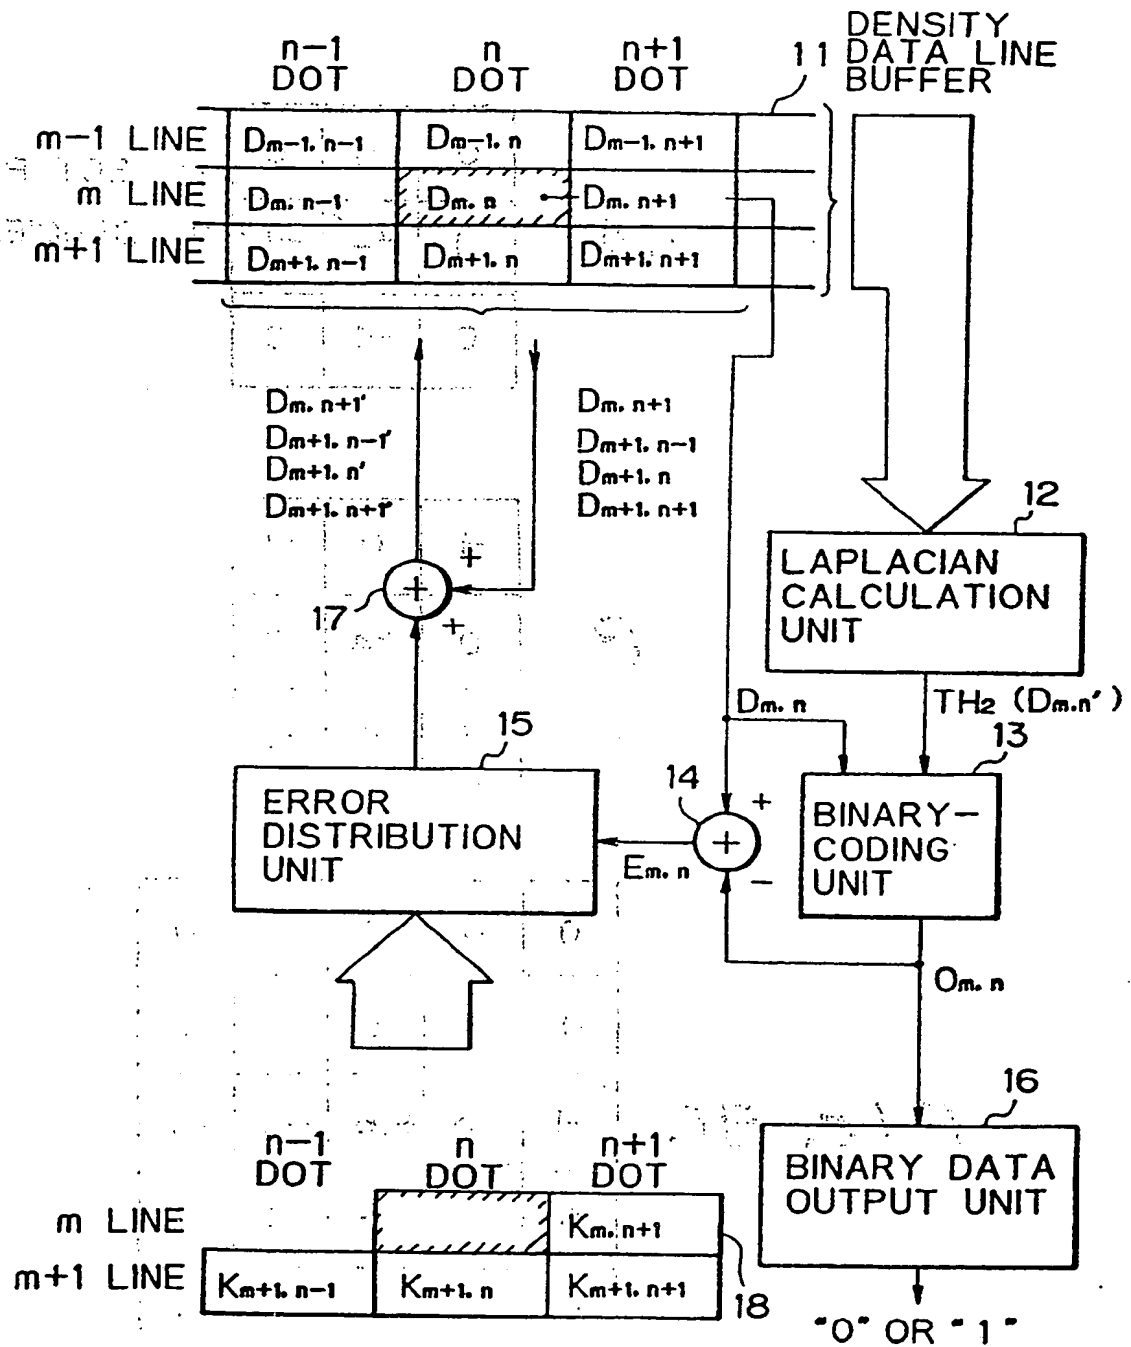 n-1 DOT
n DOT
n+1 DOT
11
DENSITY DATA LINE BUFFER
m-1 LINE
Dm-1. n-1
Dm-1. n
Dm-1. n+1
m LINE
Dm. n-1
Dm. n
Dm. n+1
m+1 LINE
Dm+1. n-1
Dm+1. n
Dm+1. n+1
Dm. n+1'
Dm+1. n-1'
Dm+1. n'
Dm+1. n+1'
Dm. n+1
Dm+1. n-1
Dm+1. n
Dm+1. n+1
+
+
17
+
12
LAPLACIAN
CALCULATION
UNIT
Dm. n
TH2 (Dm.n')
15
13
14
ERROR
DISTRIBUTION
UNIT
Em. n
+
+
−
BINARY-
CODING
UNIT
Om. n
16
BINARY DATA
OUTPUT UNIT
"0" OR "1"
n-1 DOT
n DOT
n+1 DOT
m LINE
Km. n+1
m+1 LINE
Km+1. n-1
Km+1. n
Km+1. n+1
18